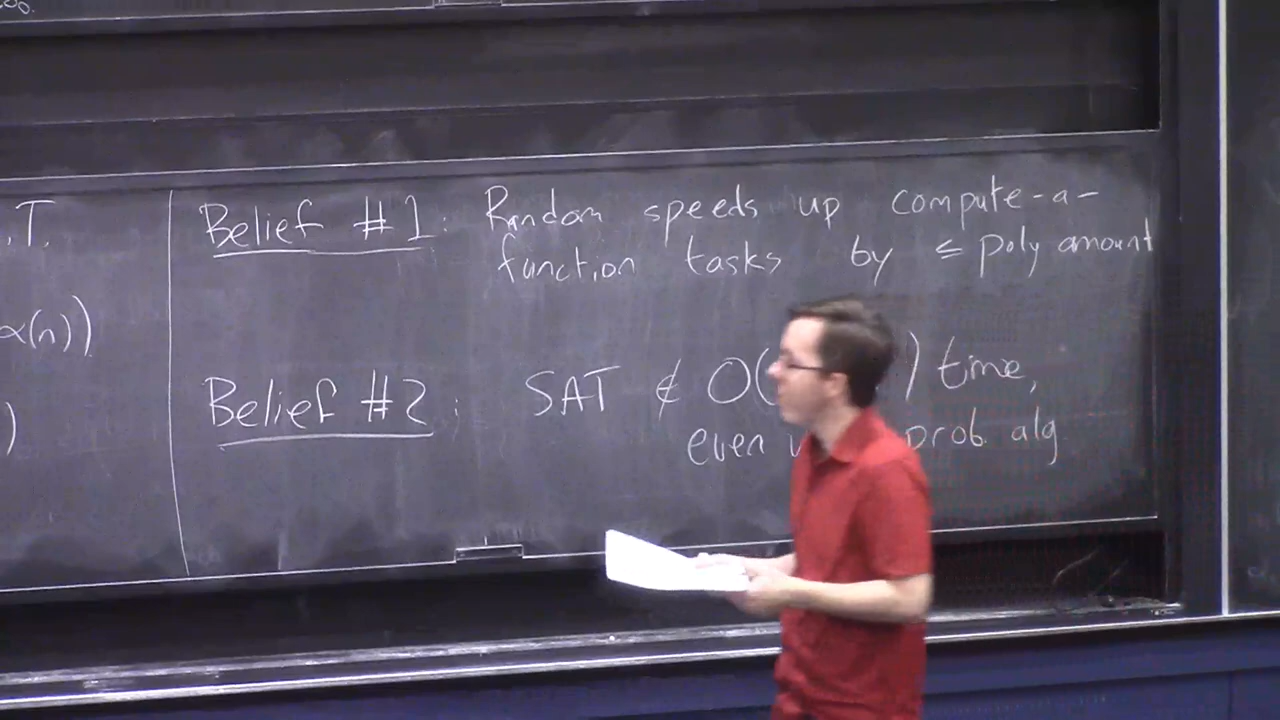 .T.
α(n))
)
Belief #1: Random speeds up compute-a-
function tasks by ≤ poly amount
Belief #2: SAT ∉ O( ) time,
even prob. alg